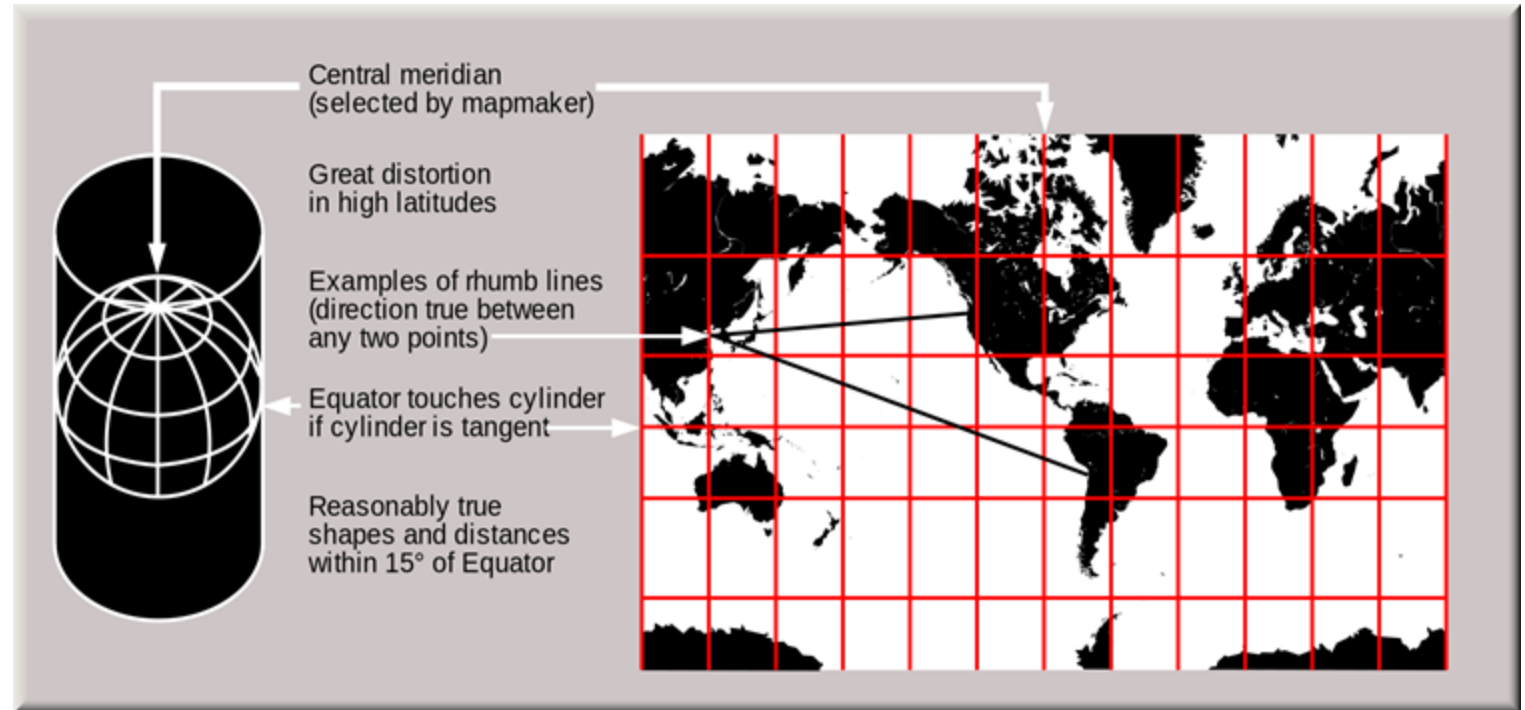 Central meridian
(selected by mapmaker)
Great distortion
in high latitudes
Examples of rhumb lines
(direction true between
any two points)
Equator touches cylinder
if cylinder is tangent
Reasonably true
shapes and distances
within 15° of Equator